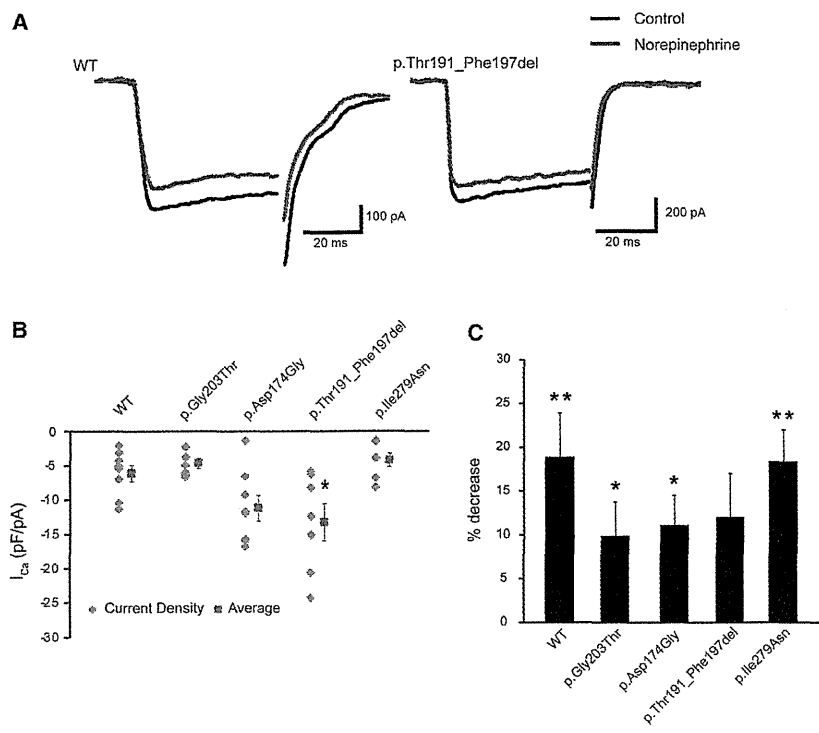 A
Control
Norepinephrine
WT
p.Thr191_Phe197del
100 pA
20 ms
200 pA
20 ms
B
WT
p.Gly203Thr
p.Asp174Gly
p.Thr191_Phe197del
p.Ile279Asn
0
-5
-10
-15
-20
-25
-30
I_Ca (pF/pA)
*
Current Density
Average
C
30
25
20
15
10
5
0
% decrease
**
*
*
**
WT
p.Gly203Thr
p.Asp174Gly
p.Thr191_Phe197del
p.Ile279Asn